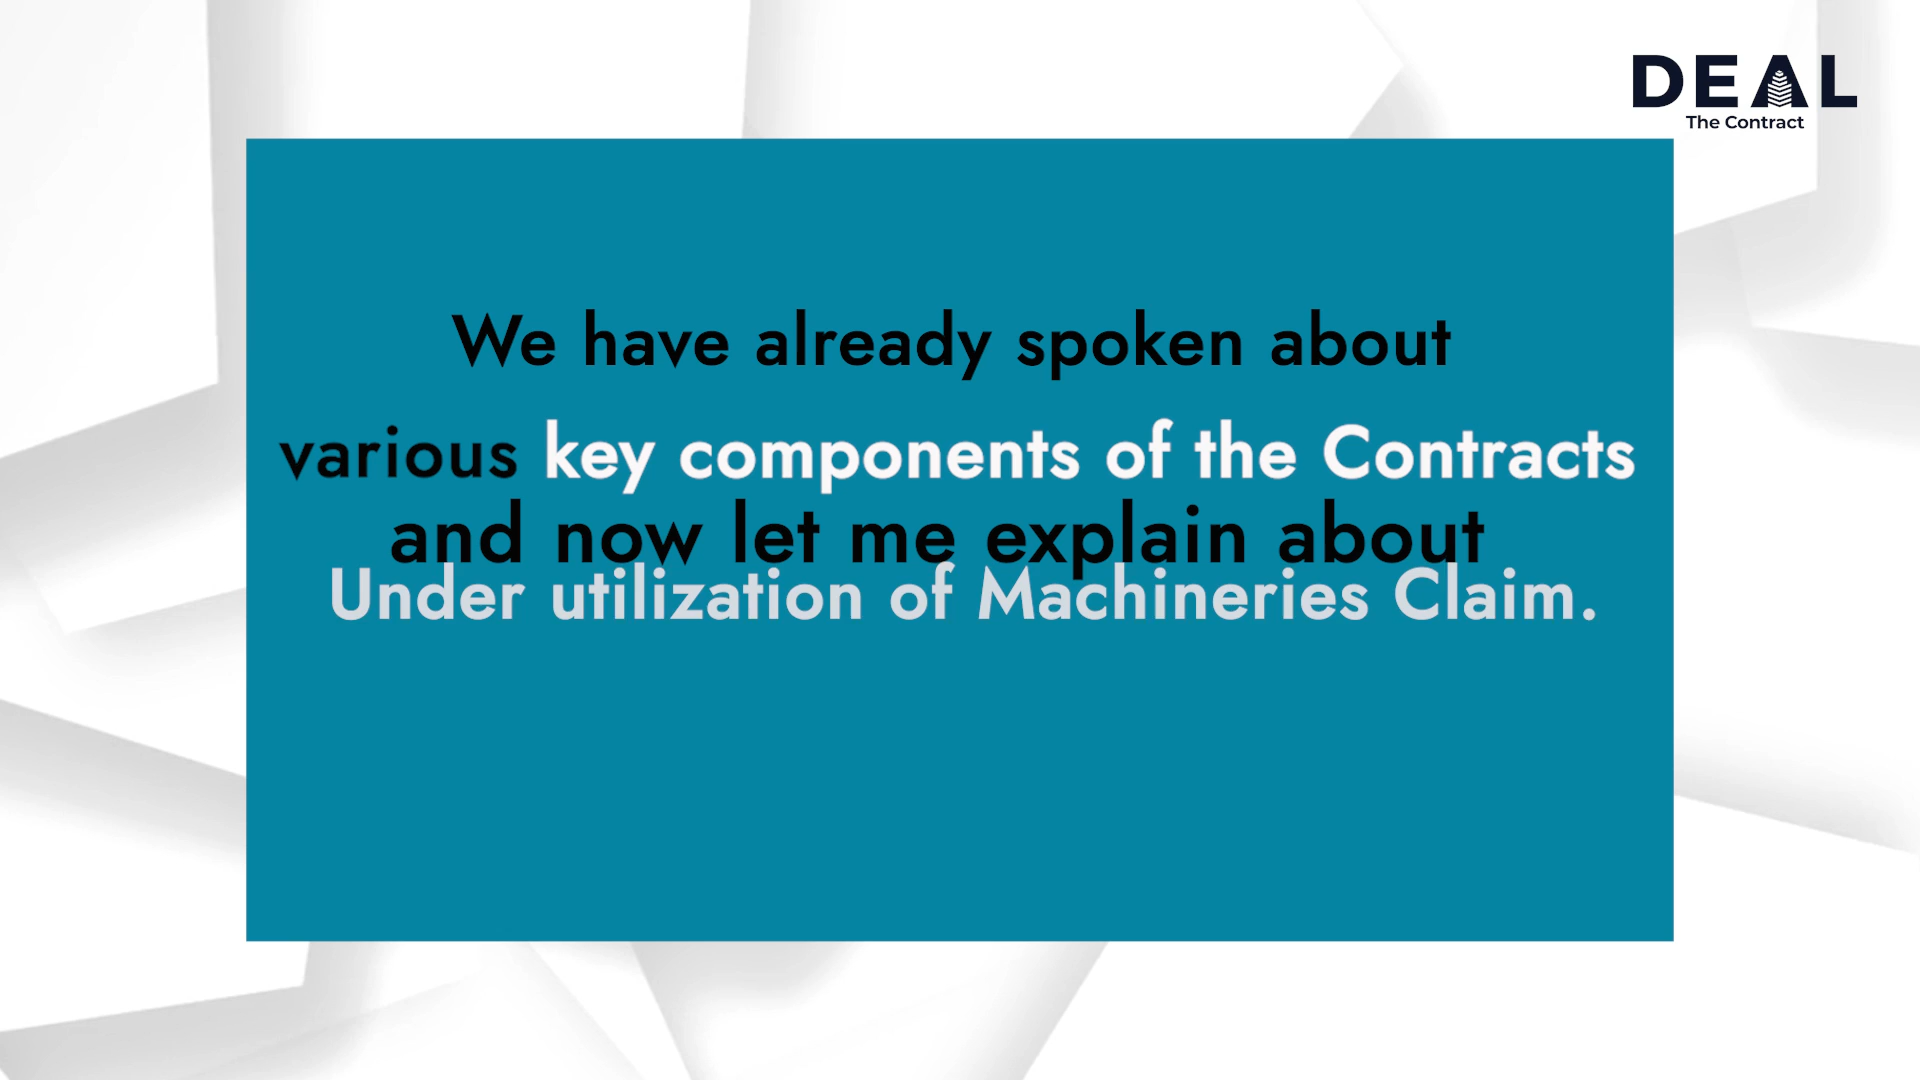 DEAL
The Contract
We have already spoken about
various key components of the Contracts
and now let me explain about
Under utilization of Machineries Claim.